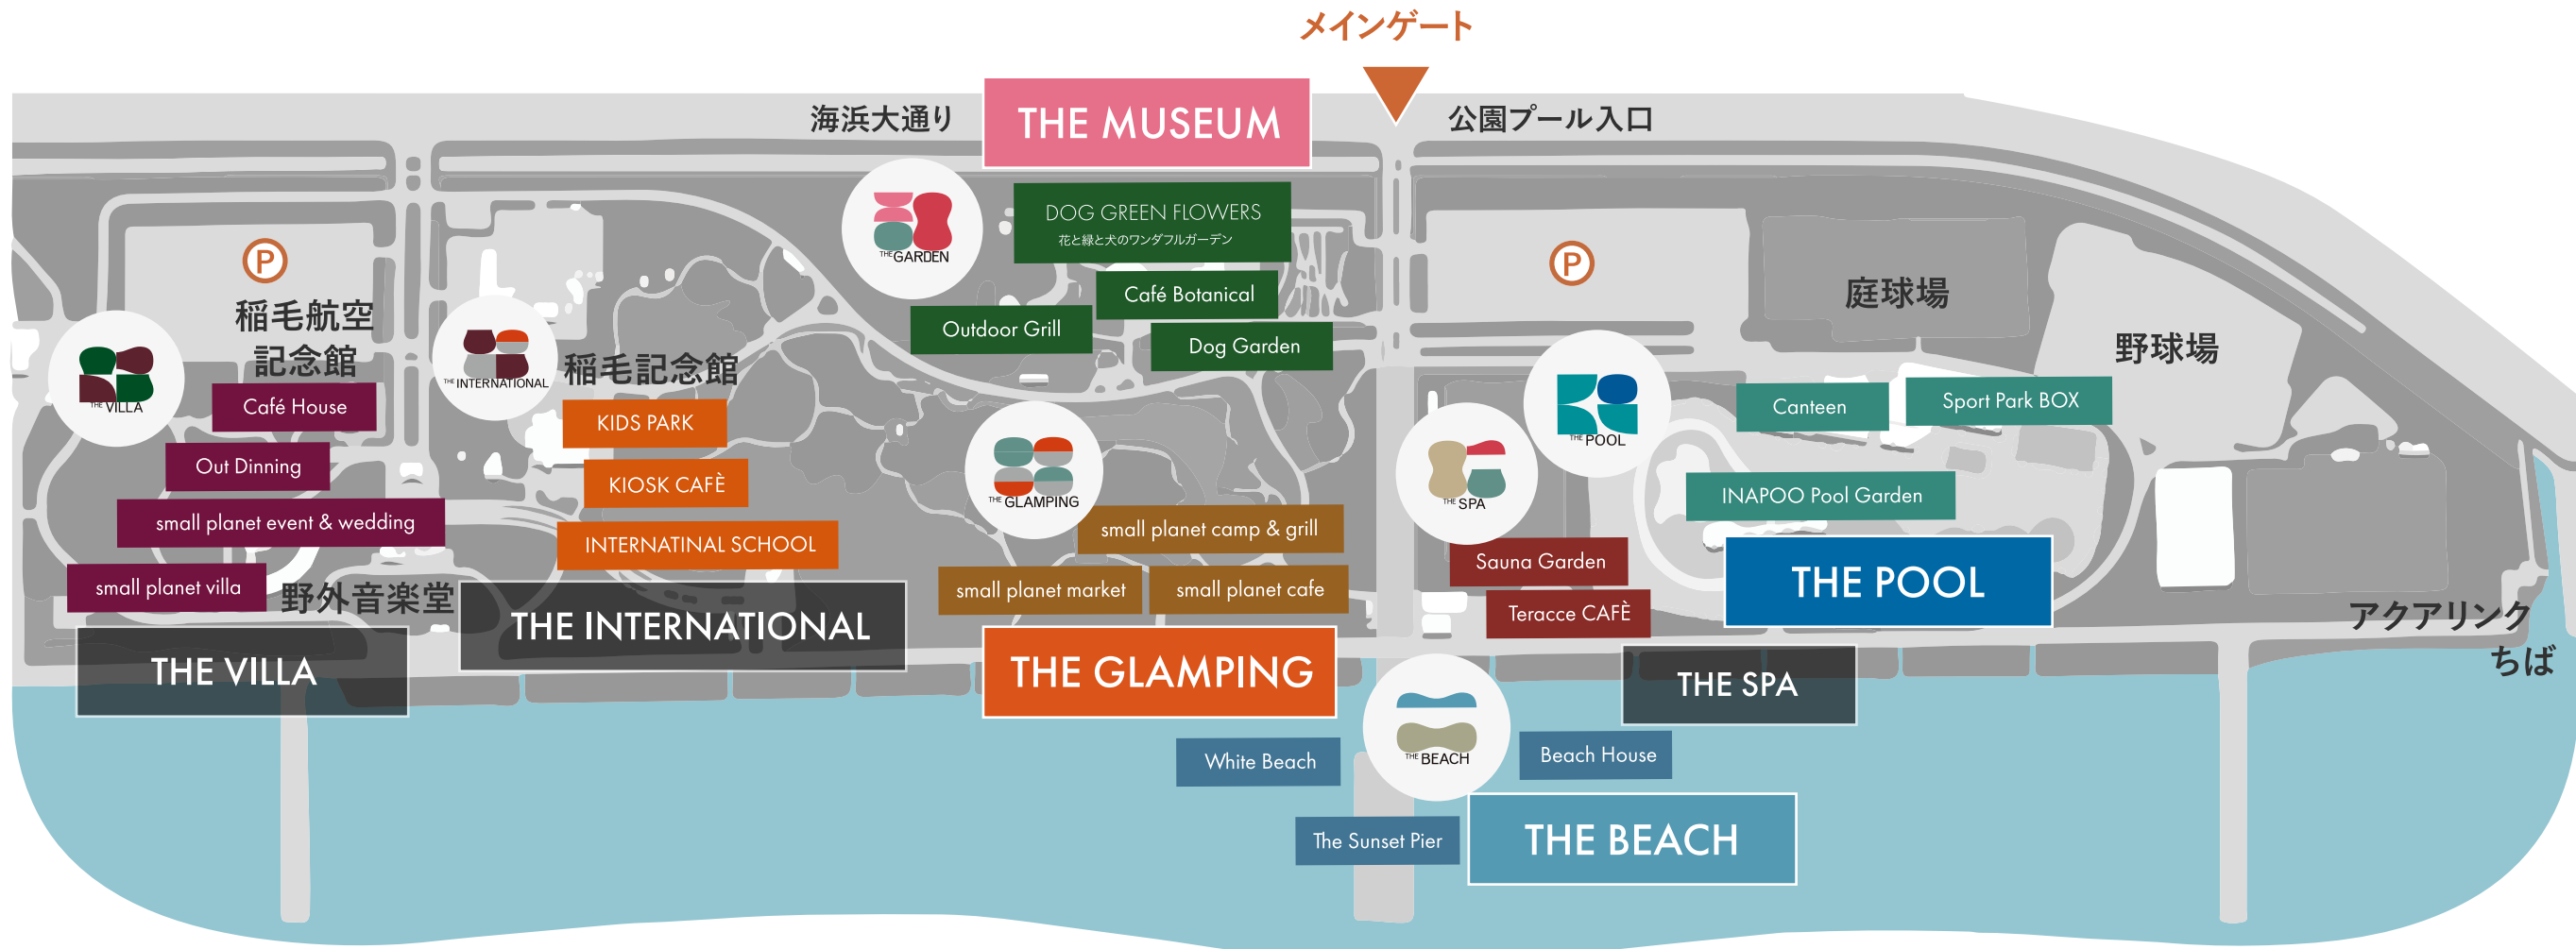 メインゲート
海浜大通り
THE MUSEUM
公園プール入口
THE GARDEN
DOG GREEN FLOWERS
花と緑と犬のワンダフルガーデン
Café Botanical
Outdoor Grill
Dog Garden
P
稲毛航空
記念館
THE VILLA
Café House
Out Dinning
small planet event & wedding
small planet villa
野外音楽堂
THE VILLA
THE INTERNATIONAL
稲毛記念館
KIDS PARK
KIOSK CAFÈ
INTERNATINAL SCHOOL
THE INTERNATIONAL
THE GLAMPING
small planet camp & grill
small planet market
small planet cafe
THE GLAMPING
P
庭球場
野球場
THE POOL
Canteen
Sport Park BOX
INAPOO Pool Garden
THE POOL
THE SPA
Sauna Garden
Teracce CAFÈ
THE SPA
アクアリンク
ちば
THE BEACH
White Beach
Beach House
The Sunset Pier
THE BEACH